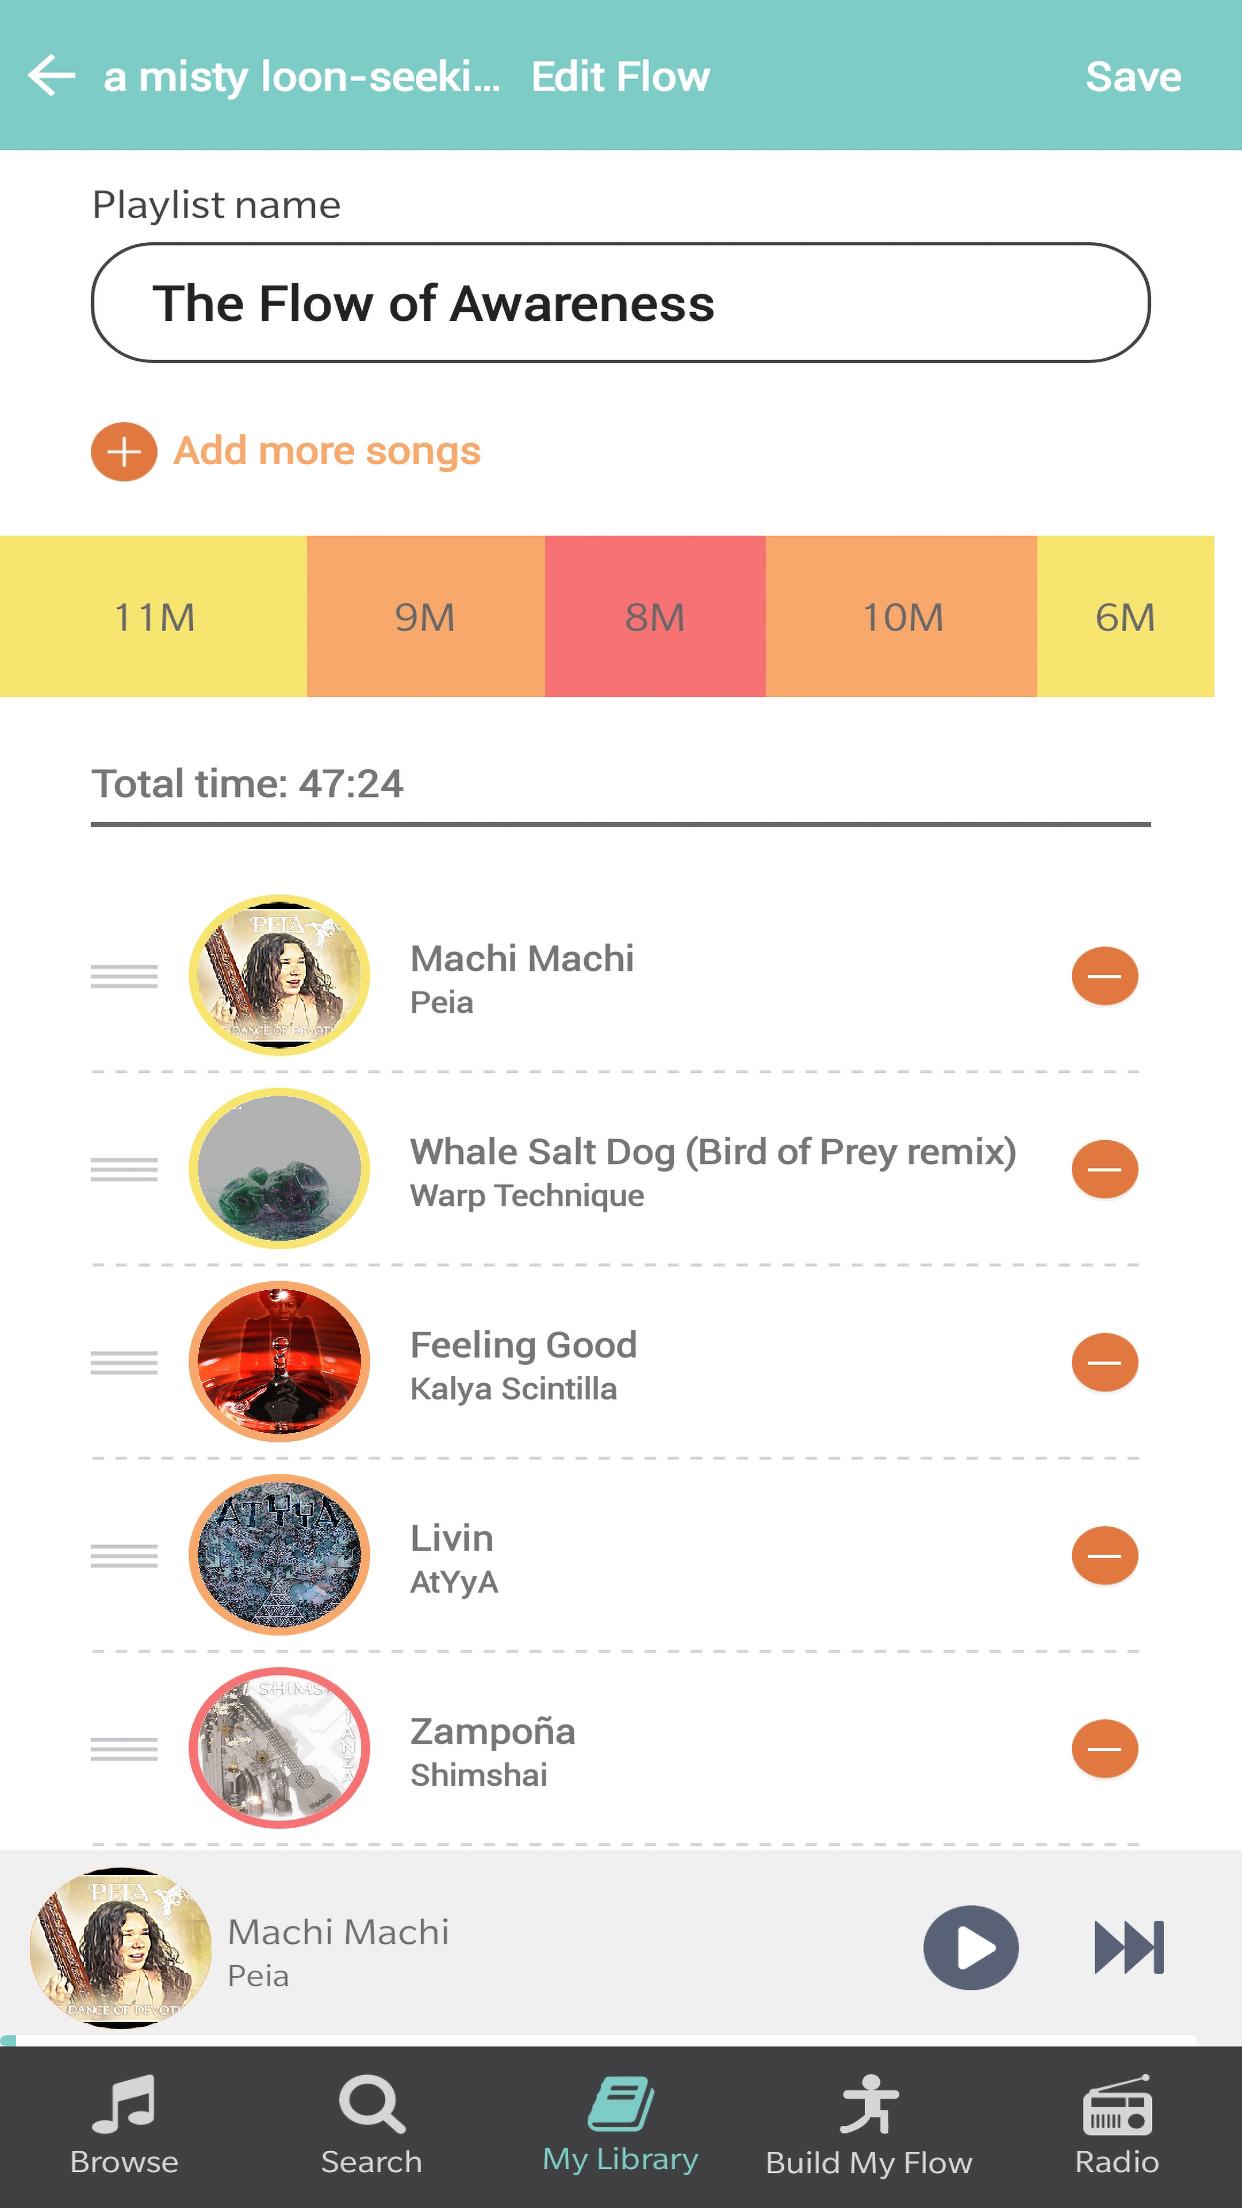 a misty loon-seeki... Edit Flow Save
Playlist name
The Flow of Awareness
Add more songs
11M 9M 8M 10M 6M
Total time: 47:24
PEIA
DANCE OF DEVOTI
Machi Machi
Peia
Whale Salt Dog (Bird of Prey remix)
Warp Technique
Feeling Good
Kalya Scintilla
ATYYA
Livin
AtYyA
SHIMS
Zampoña
Shimshai
PEIA
DANCE OF DEVOTI
Machi Machi
Peia
Browse Search My Library Build My Flow Radio